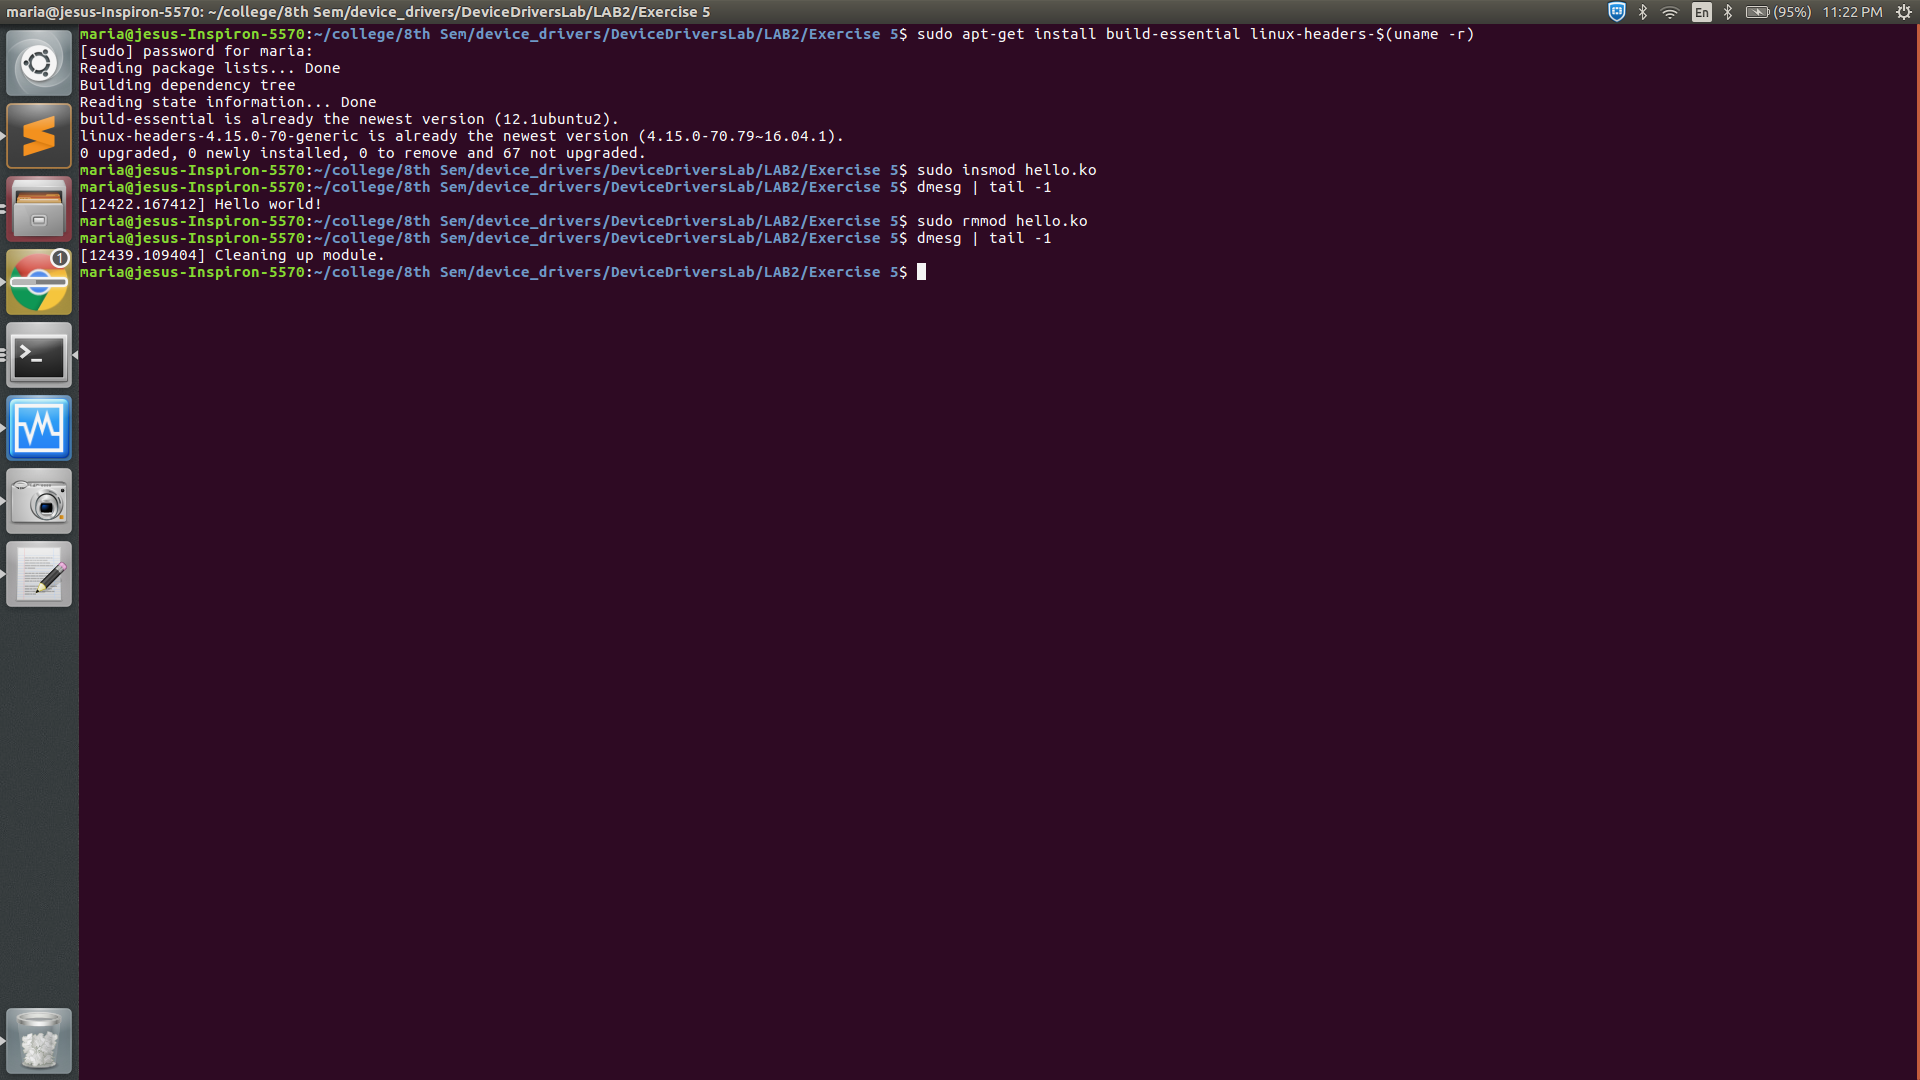 maria@jesus-Inspiron-5570: ~/college/8th Sem/device_drivers/DeviceDriversLab/LAB2/Exercise 5
En
(95%)
11:22 PM
maria@jesus-Inspiron-5570:~/college/8th Sem/device_drivers/DeviceDriversLab/LAB2/Exercise 5$ sudo apt-get install build-essential linux-headers-$(uname -r)
[sudo] password for maria:
Reading package lists... Done
Building dependency tree
Reading state information... Done
build-essential is already the newest version (12.1ubuntu2).
linux-headers-4.15.0-70-generic is already the newest version (4.15.0-70.79~16.04.1).
0 upgraded, 0 newly installed, 0 to remove and 67 not upgraded.
maria@jesus-Inspiron-5570:~/college/8th Sem/device_drivers/DeviceDriversLab/LAB2/Exercise 5$ sudo insmod hello.ko
maria@jesus-Inspiron-5570:~/college/8th Sem/device_drivers/DeviceDriversLab/LAB2/Exercise 5$ dmesg | tail -1
[12422.167412] Hello world!
maria@jesus-Inspiron-5570:~/college/8th Sem/device_drivers/DeviceDriversLab/LAB2/Exercise 5$ sudo rmmod hello.ko
maria@jesus-Inspiron-5570:~/college/8th Sem/device_drivers/DeviceDriversLab/LAB2/Exercise 5$ dmesg | tail -1
[12439.109404] Cleaning up module.
maria@jesus-Inspiron-5570:~/college/8th Sem/device_drivers/DeviceDriversLab/LAB2/Exercise 5$
1
>_